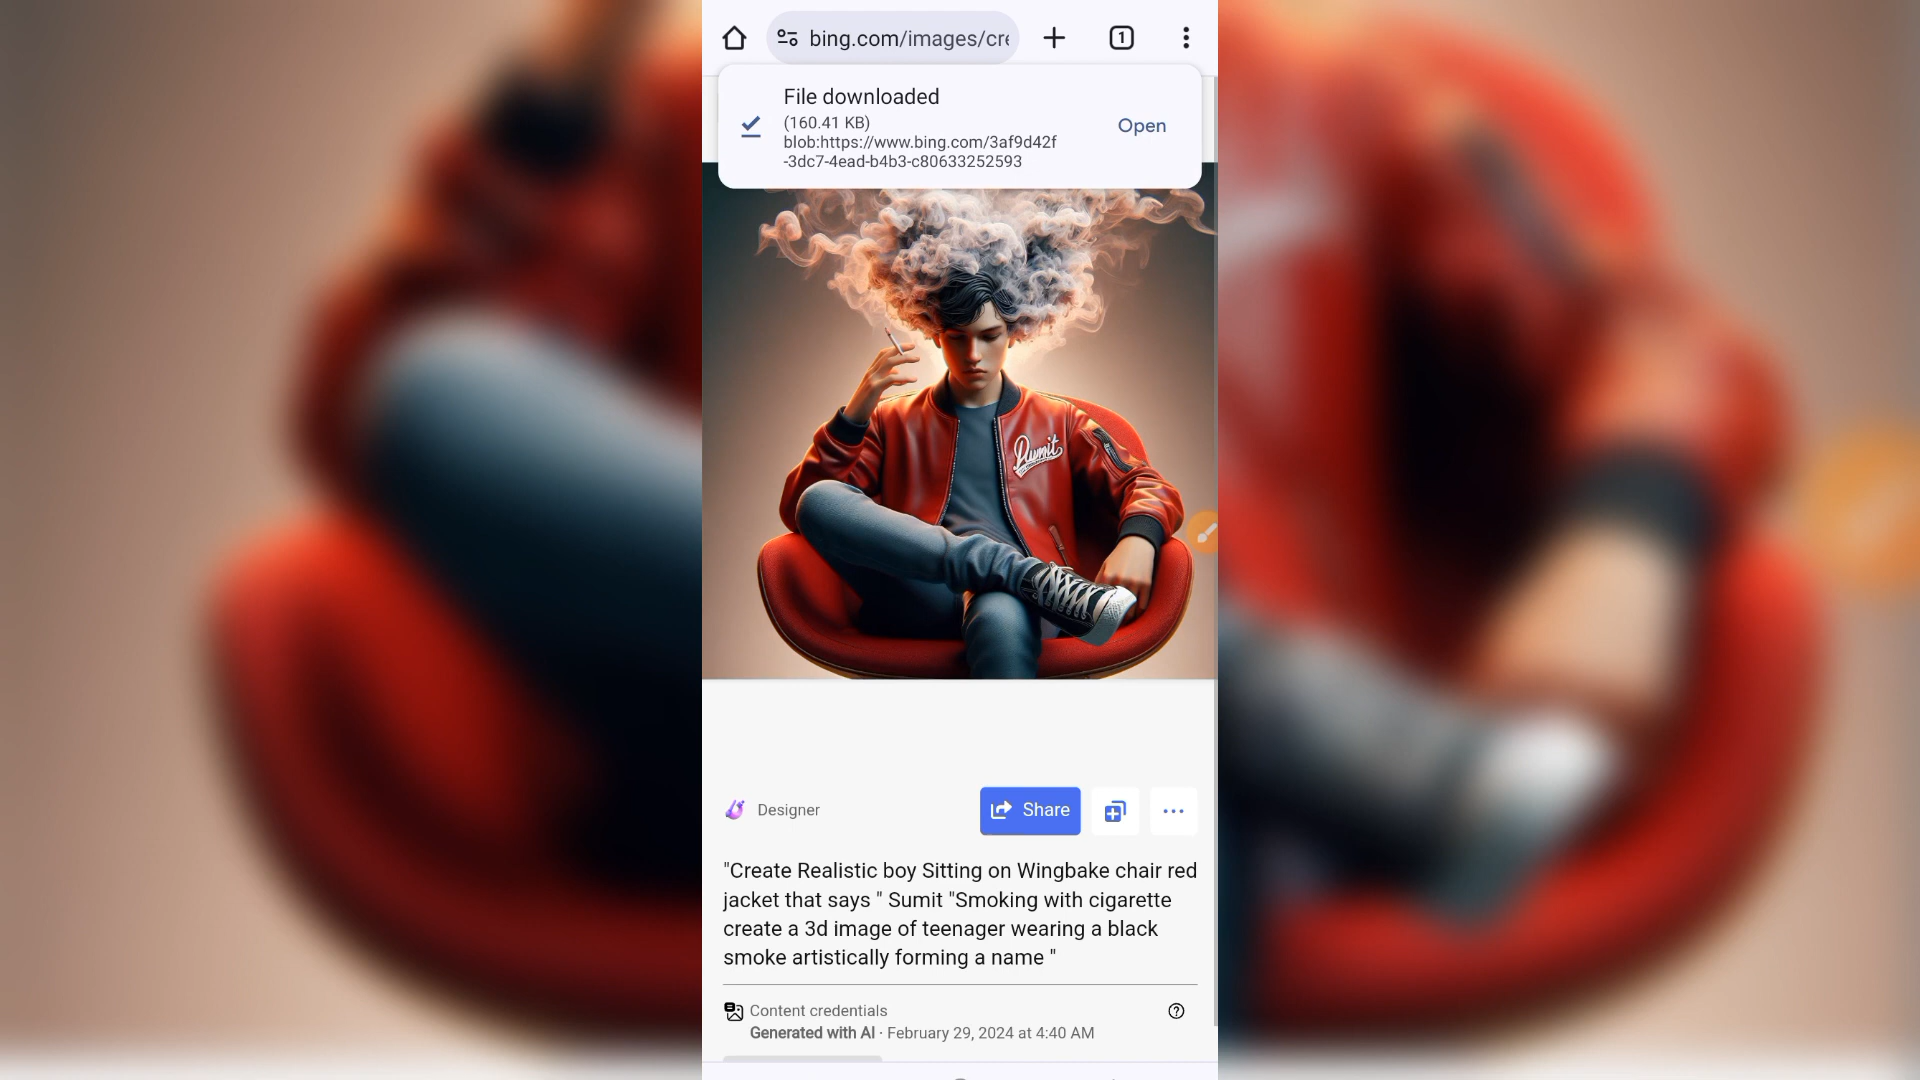 bing.com/images/cre
1
File downloaded
(160.41 KB)
blob:https://www.bing.com/3af9d42f
-3dc7-4ead-b4b3-c80633252593
Open
Rumit
Designer
Share
"Create Realistic boy Sitting on Wingbake chair red
jacket that says " Sumit "Smoking with cigarette
create a 3d image of teenager wearing a black
smoke artistically forming a name "
Content credentials
Generated with AI · February 29, 2024 at 4:40 AM